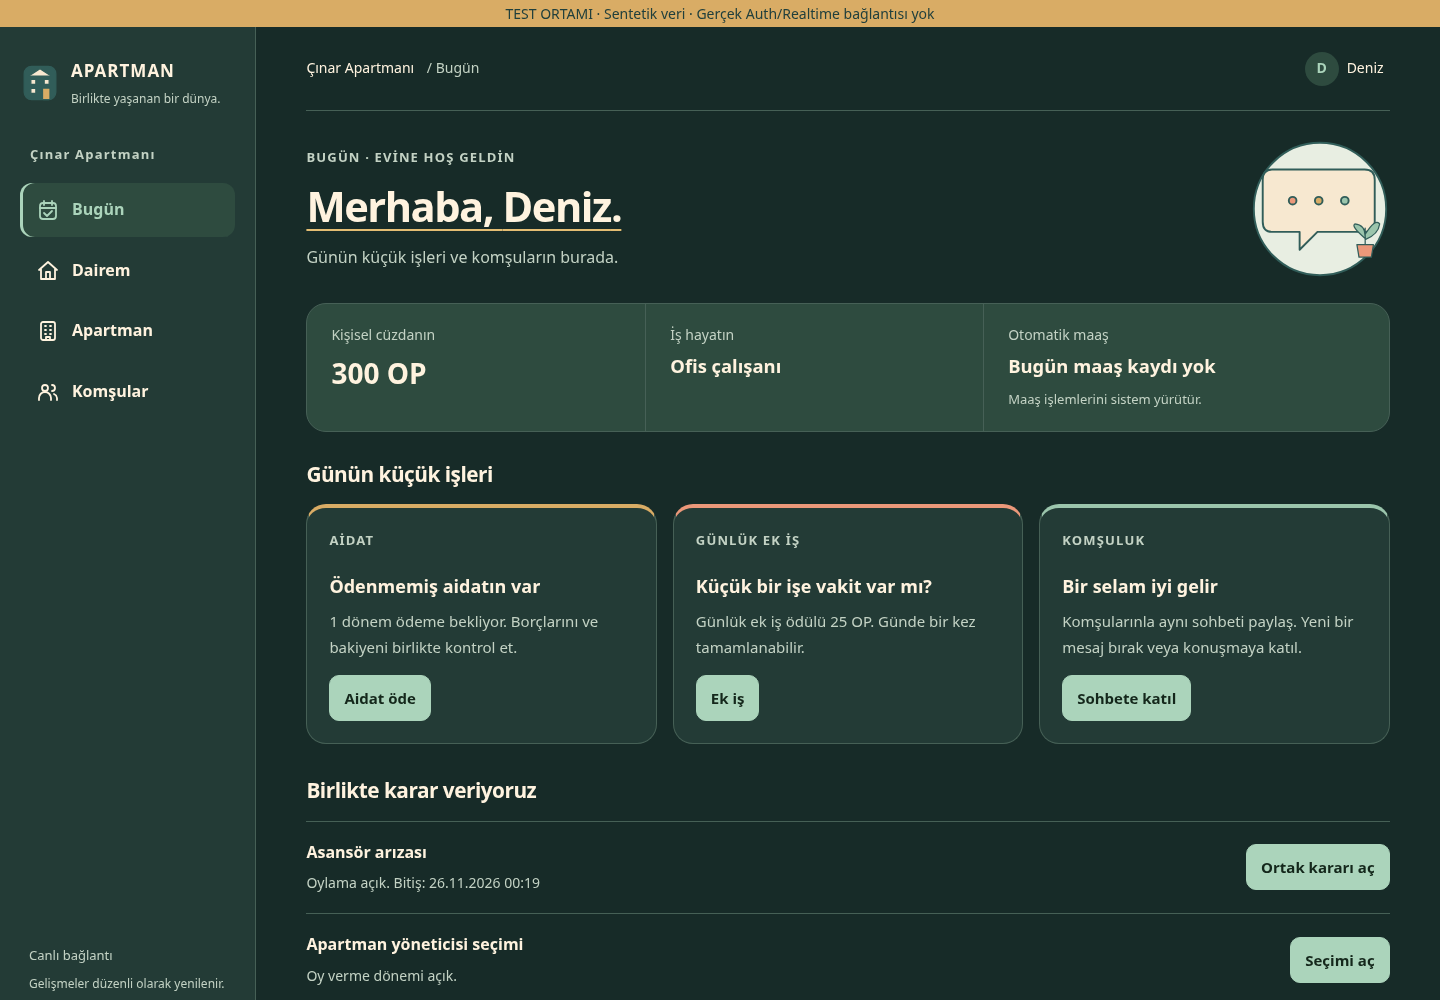 TEST ORTAMI · Sentetik veri · Gerçek Auth/Realtime bağlantısı yok
APARTMAN
Birlikte yaşanan bir dünya.
Çınar Apartmanı
Bugün
Dairem
Apartman
Komşular
Canlı bağlantı
Gelişmeler düzenli olarak yenilenir.
Çınar Apartmanı / Bugün
D Deniz
BUGÜN · EVİNE HOŞ GELDİN
Merhaba, Deniz.
Günün küçük işleri ve komşuların burada.
Kişisel cüzdanın
300 OP
İş hayatın
Ofis çalışanı
Otomatik maaş
Bugün maaş kaydı yok
Maaş işlemlerini sistem yürütür.
Günün küçük işleri
AİDAT
Ödenmemiş aidatın var
1 dönem ödeme bekliyor. Borçlarını ve
bakiyeni birlikte kontrol et.
Aidat öde
GÜNLÜK EK İŞ
Küçük bir işe vakit var mı?
Günlük ek iş ödülü 25 OP. Günde bir kez
tamamlanabilir.
Ek iş
KOMŞULUK
Bir selam iyi gelir
Komşularınla aynı sohbeti paylaş. Yeni bir
mesaj bırak veya konuşmaya katıl.
Sohbete katıl
Birlikte karar veriyoruz
Asansör arızası
Oylama açık. Bitiş: 26.11.2026 00:19
Ortak kararı aç
Apartman yöneticisi seçimi
Oy verme dönemi açık.
Seçimi aç